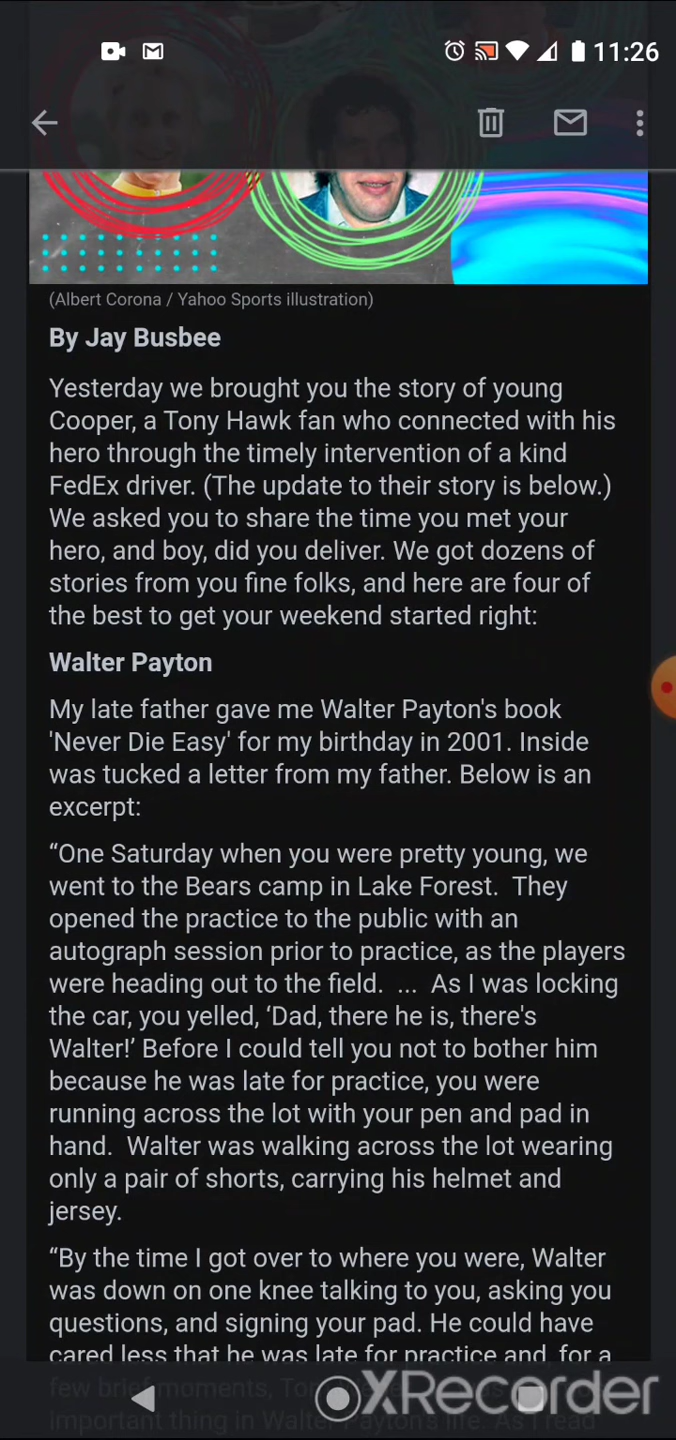 11:26
(Albert Corona / Yahoo Sports illustration)
By Jay Busbee
Yesterday we brought you the story of young
Cooper, a Tony Hawk fan who connected with his
hero through the timely intervention of a kind
FedEx driver. (The update to their story is below.)
We asked you to share the time you met your
hero, and boy, did you deliver. We got dozens of
stories from you fine folks, and here are four of
the best to get your weekend started right:
Walter Payton
My late father gave me Walter Payton's book
'Never Die Easy' for my birthday in 2001. Inside
was tucked a letter from my father. Below is an
excerpt:
“One Saturday when you were pretty young, we
went to the Bears camp in Lake Forest.  They
opened the practice to the public with an
autograph session prior to practice, as the players
were heading out to the field.  ...  As I was locking
the car, you yelled, ‘Dad, there he is, there's
Walter!’ Before I could tell you not to bother him
because he was late for practice, you were
running across the lot with your pen and pad in
hand.  Walter was walking across the lot wearing
only a pair of shorts, carrying his helmet and
jersey.
“By the time I got over to where you were, Walter
was down on one knee talking to you, asking you
questions, and signing your pad. He could have
cared less that he was late for practice and, for a
few brief moments,
important thing in Walter Payton's life. As I read
XRecorder